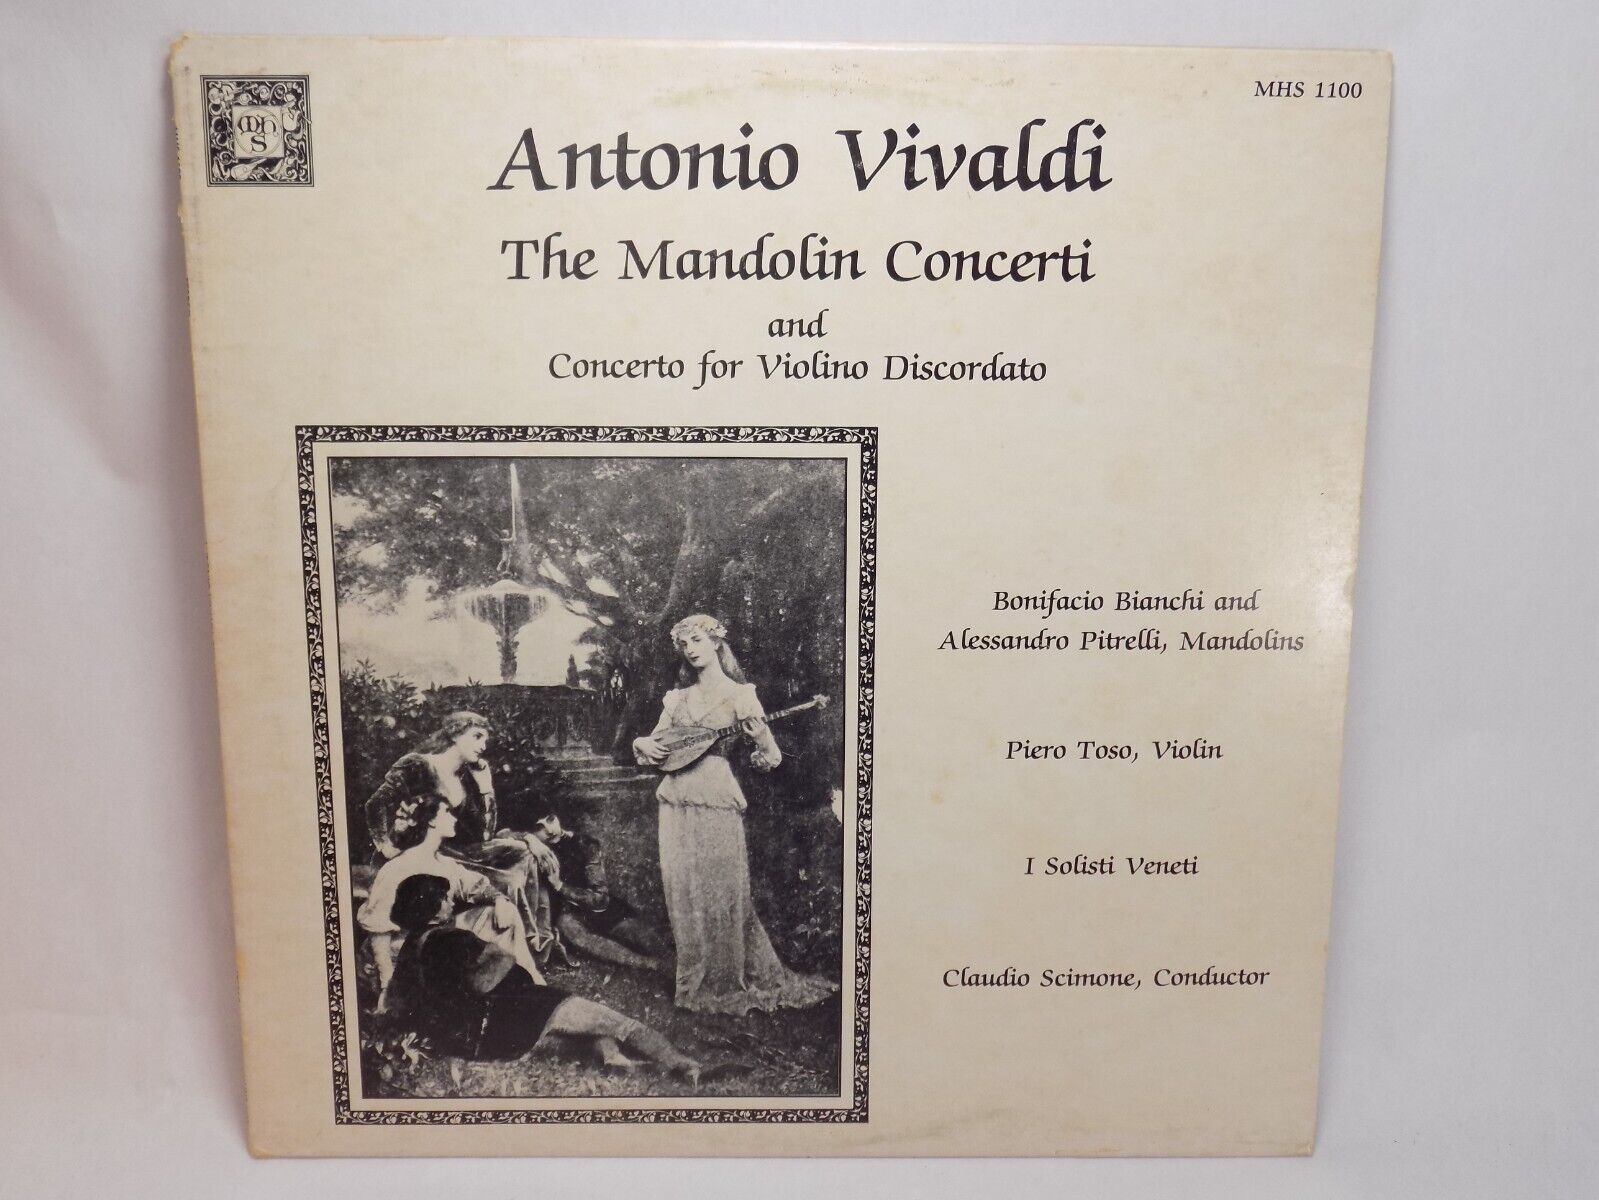 mh
s
MHS 1100
Antonio Vivaldi
The Mandolin Concerti
and
Concerto for Violino Discordato
Bonifacio Bianchi and
Alessandro Pitrelli, Mandolins
Piero Toso, Violin
I Solisti Veneti
Claudio Scimone, Conductor